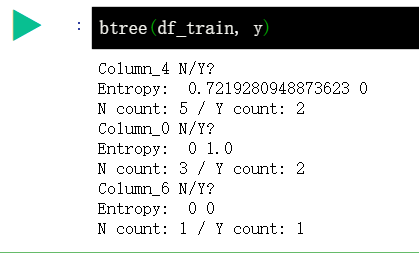 :
btree(df_train, y)
Column_4 N/Y?
Entropy:  0.7219280948873623 0
N count: 5 / Y count: 2
Column_0 N/Y?
Entropy:  0 1.0
N count: 3 / Y count: 2
Column_6 N/Y?
Entropy:  0 0
N count: 1 / Y count: 1